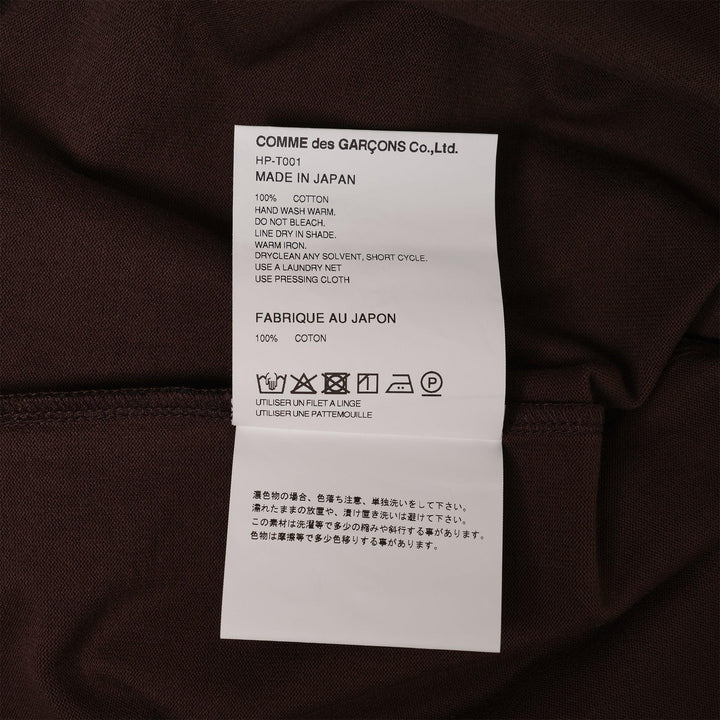 COMME des GARÇONS Co.,Ltd.
HP-T001
MADE IN JAPAN
100% COTTON
HAND WASH WARM.
DO NOT BLEACH.
LINE DRY IN SHADE.
WARM IRON.
DRYCLEAN ANY SOLVENT, SHORT CYCLE.
USE A LAUNDRY NET
USE PRESSING CLOTH
FABRIQUE AU JAPON
100% COTON
P
UTILISER UN FILET A LINGE
UTILISER UNE PATTEMOUILLE
濃色物の場合、色落ち注意、単独洗いをして下さい。
濡れたままの放置や、漬け置き洗いは避けて下さい。
この素材は洗濯等で多少の縮みや斜行する事があります。
色物は摩擦等で多少色移りする事があります。